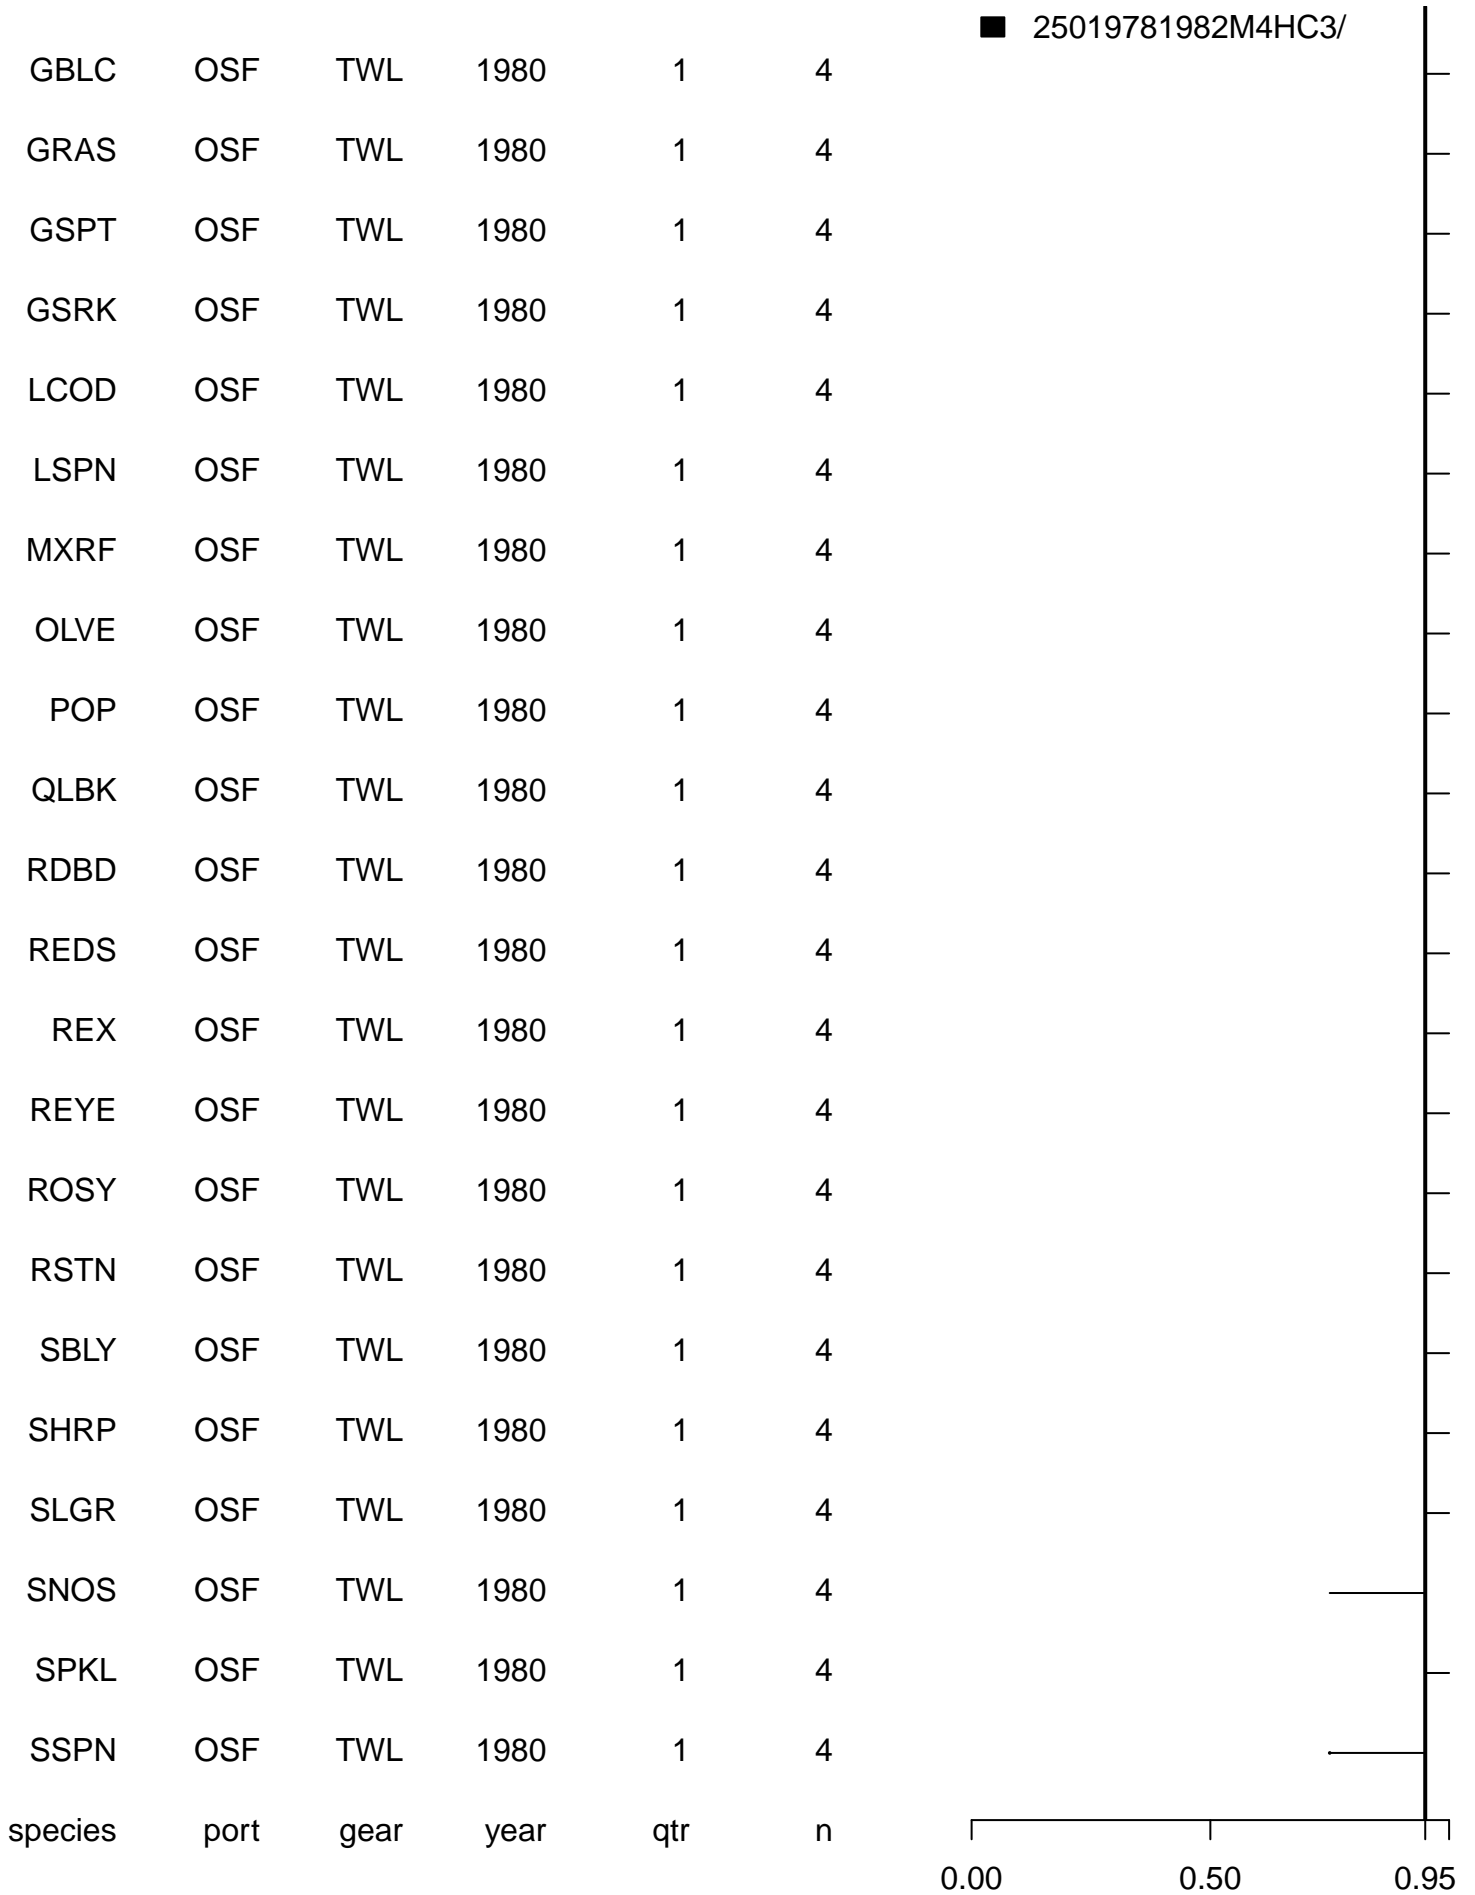 25019781982M4HC3/
GBLC OSF TWL 1980 1 4
GRAS OSF TWL 1980 1 4
GSPT OSF TWL 1980 1 4
GSRK OSF TWL 1980 1 4
LCOD OSF TWL 1980 1 4
LSPN OSF TWL 1980 1 4
MXRF OSF TWL 1980 1 4
OLVE OSF TWL 1980 1 4
POP OSF TWL 1980 1 4
QLBK OSF TWL 1980 1 4
RDBD OSF TWL 1980 1 4
REDS OSF TWL 1980 1 4
REX OSF TWL 1980 1 4
REYE OSF TWL 1980 1 4
ROSY OSF TWL 1980 1 4
RSTN OSF TWL 1980 1 4
SBLY OSF TWL 1980 1 4
SHRP OSF TWL 1980 1 4
SLGR OSF TWL 1980 1 4
SNOS OSF TWL 1980 1 4
SPKL OSF TWL 1980 1 4
SSPN OSF TWL 1980 1 4
species port gear year qtr n
0.00 0.50 0.95